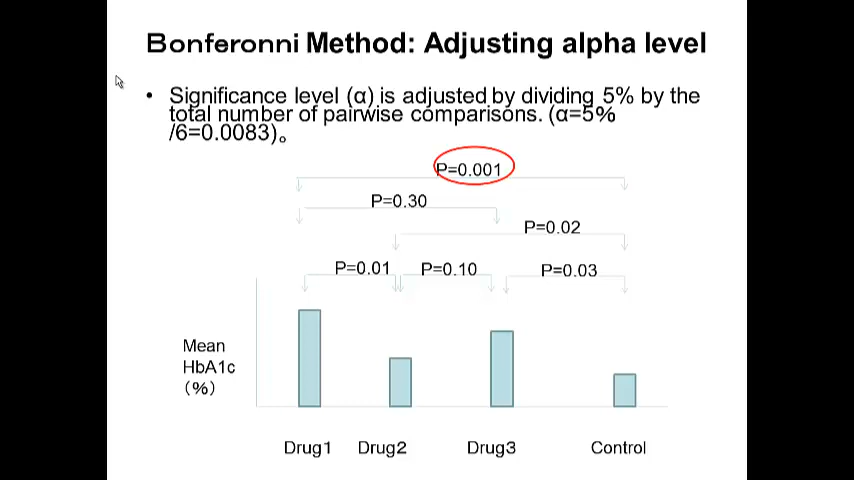 Bonferonni Method: Adjusting alpha level
• Significance level (α) is adjusted by dividing 5% by the
total number of pairwise comparisons. (α=5%
/6=0.0083)。
P=0.001
P=0.30
P=0.02
P=0.01 P=0.10 P=0.03
Mean
HbA1c
（%）
Drug1 Drug2 Drug3 Control